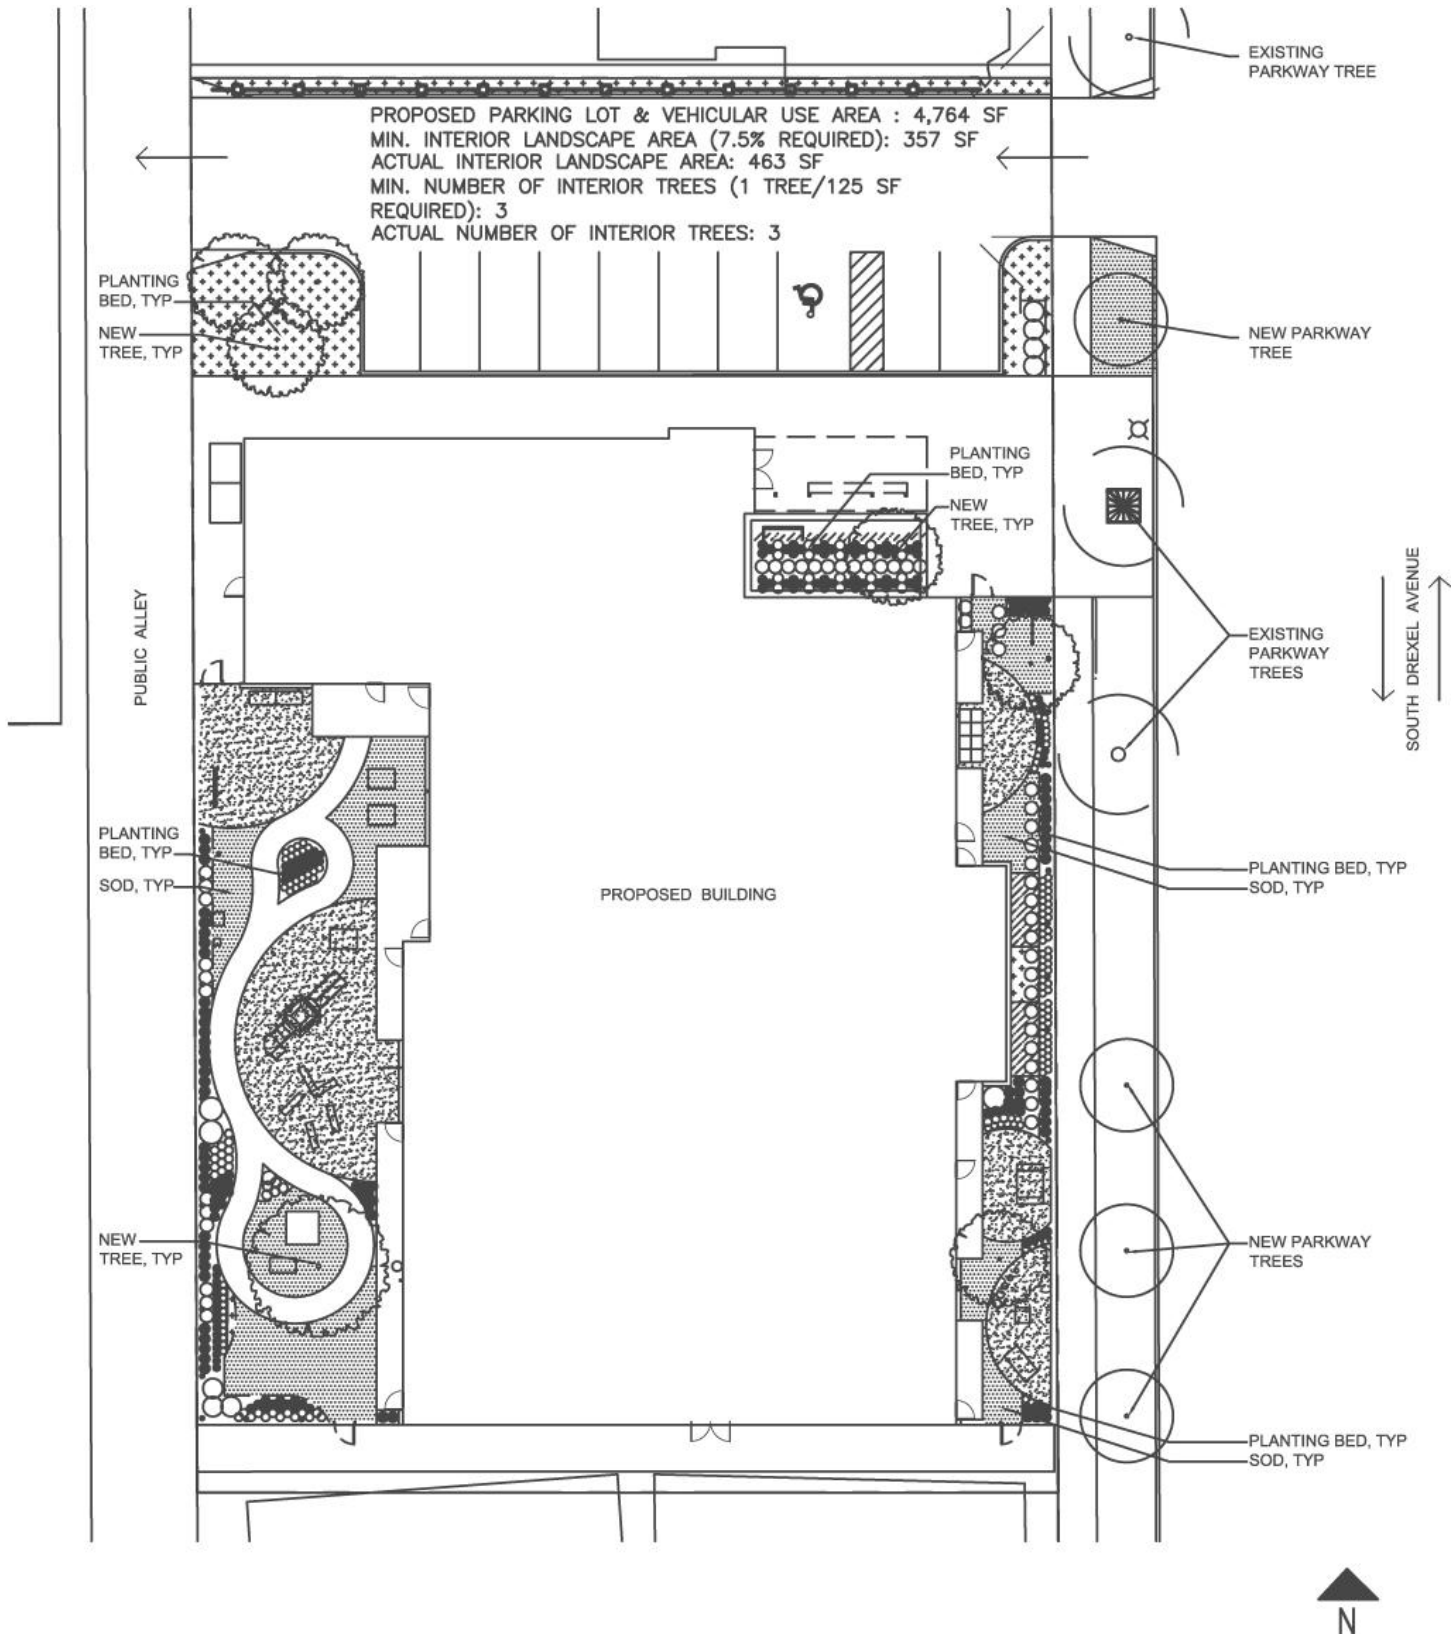 EXISTING
PARKWAY TREE
PROPOSED PARKING LOT & VEHICULAR USE AREA : 4,764 SF
MIN. INTERIOR LANDSCAPE AREA (7.5% REQUIRED): 357 SF
ACTUAL INTERIOR LANDSCAPE AREA: 463 SF
MIN. NUMBER OF INTERIOR TREES (1 TREE/125 SF
REQUIRED): 3
ACTUAL NUMBER OF INTERIOR TREES: 3
PLANTING
BED, TYP
NEW
TREE, TYP
NEW PARKWAY
TREE
PLANTING
BED, TYP
NEW
TREE, TYP
PUBLIC ALLEY
EXISTING
PARKWAY
TREES
SOUTH DREXEL AVENUE
PLANTING
BED, TYP
SOD, TYP
PROPOSED BUILDING
PLANTING BED, TYP
SOD, TYP
NEW
TREE, TYP
NEW PARKWAY
TREES
PLANTING BED, TYP
SOD, TYP
N